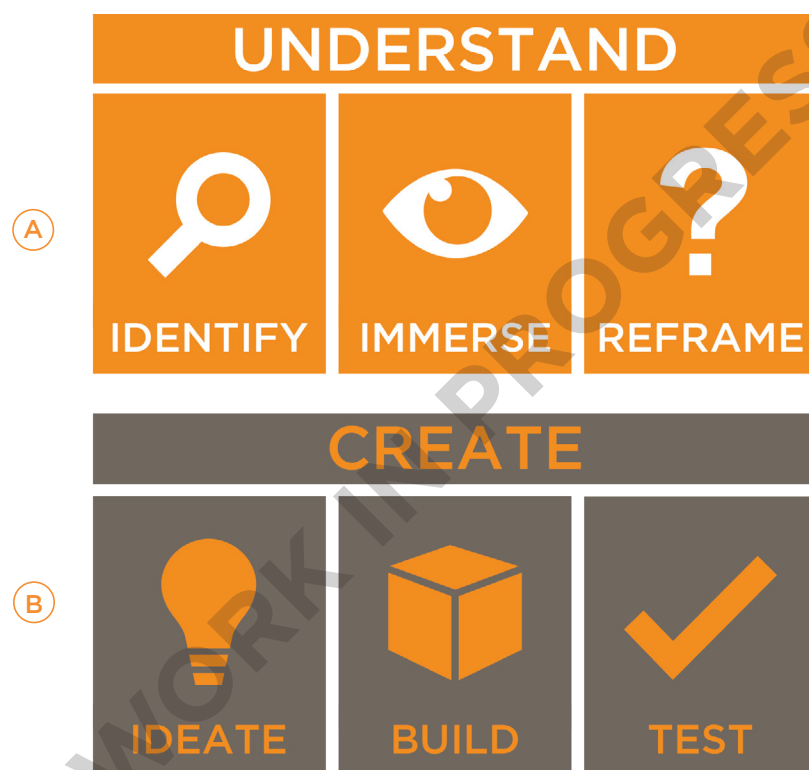 UNDERSTAND
A
IDENTIFY IMMERSE REFRAME
CREATE
B
IDEATE BUILD TEST
WORK IN PROGRESS